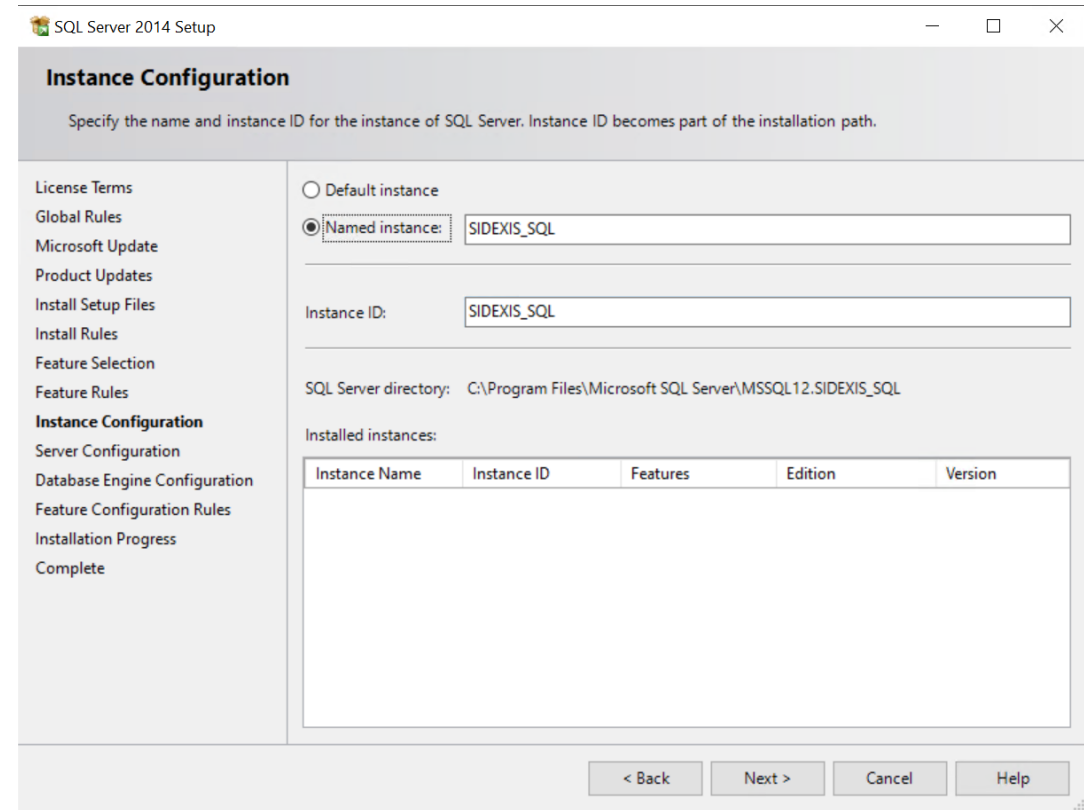 SQL Server 2014 Setup
Instance Configuration
Specify the name and instance ID for the instance of SQL Server. Instance ID becomes part of the installation path.
License Terms
Global Rules
Microsoft Update
Product Updates
Install Setup Files
Install Rules
Feature Selection
Feature Rules
Instance Configuration
Server Configuration
Database Engine Configuration
Feature Configuration Rules
Installation Progress
Complete
Default instance
Named instance: SIDEXIS_SQL
Instance ID: SIDEXIS_SQL
SQL Server directory: C:\Program Files\Microsoft SQL Server\MSSQL12.SIDEXIS_SQL
Installed instances:
Instance Name Instance ID Features Edition Version
< Back Next > Cancel Help